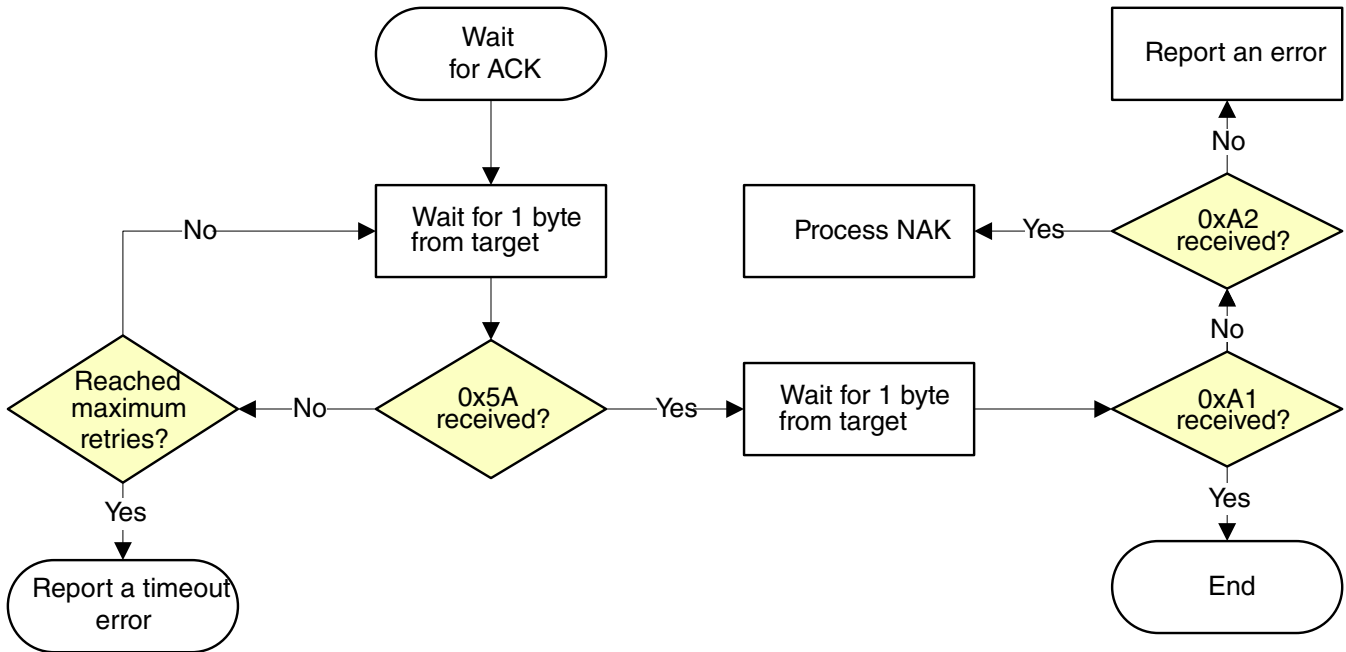 Wait
for ACK
Report an error
No
No
Wait for 1 byte
from target
Process NAK
Yes
0xA2
received?
No
Reached
maximum
retries?
No
0x5A
received?
Yes
Wait for 1 byte
from target
0xA1
received?
Yes
Yes
Report a timeout
error
End